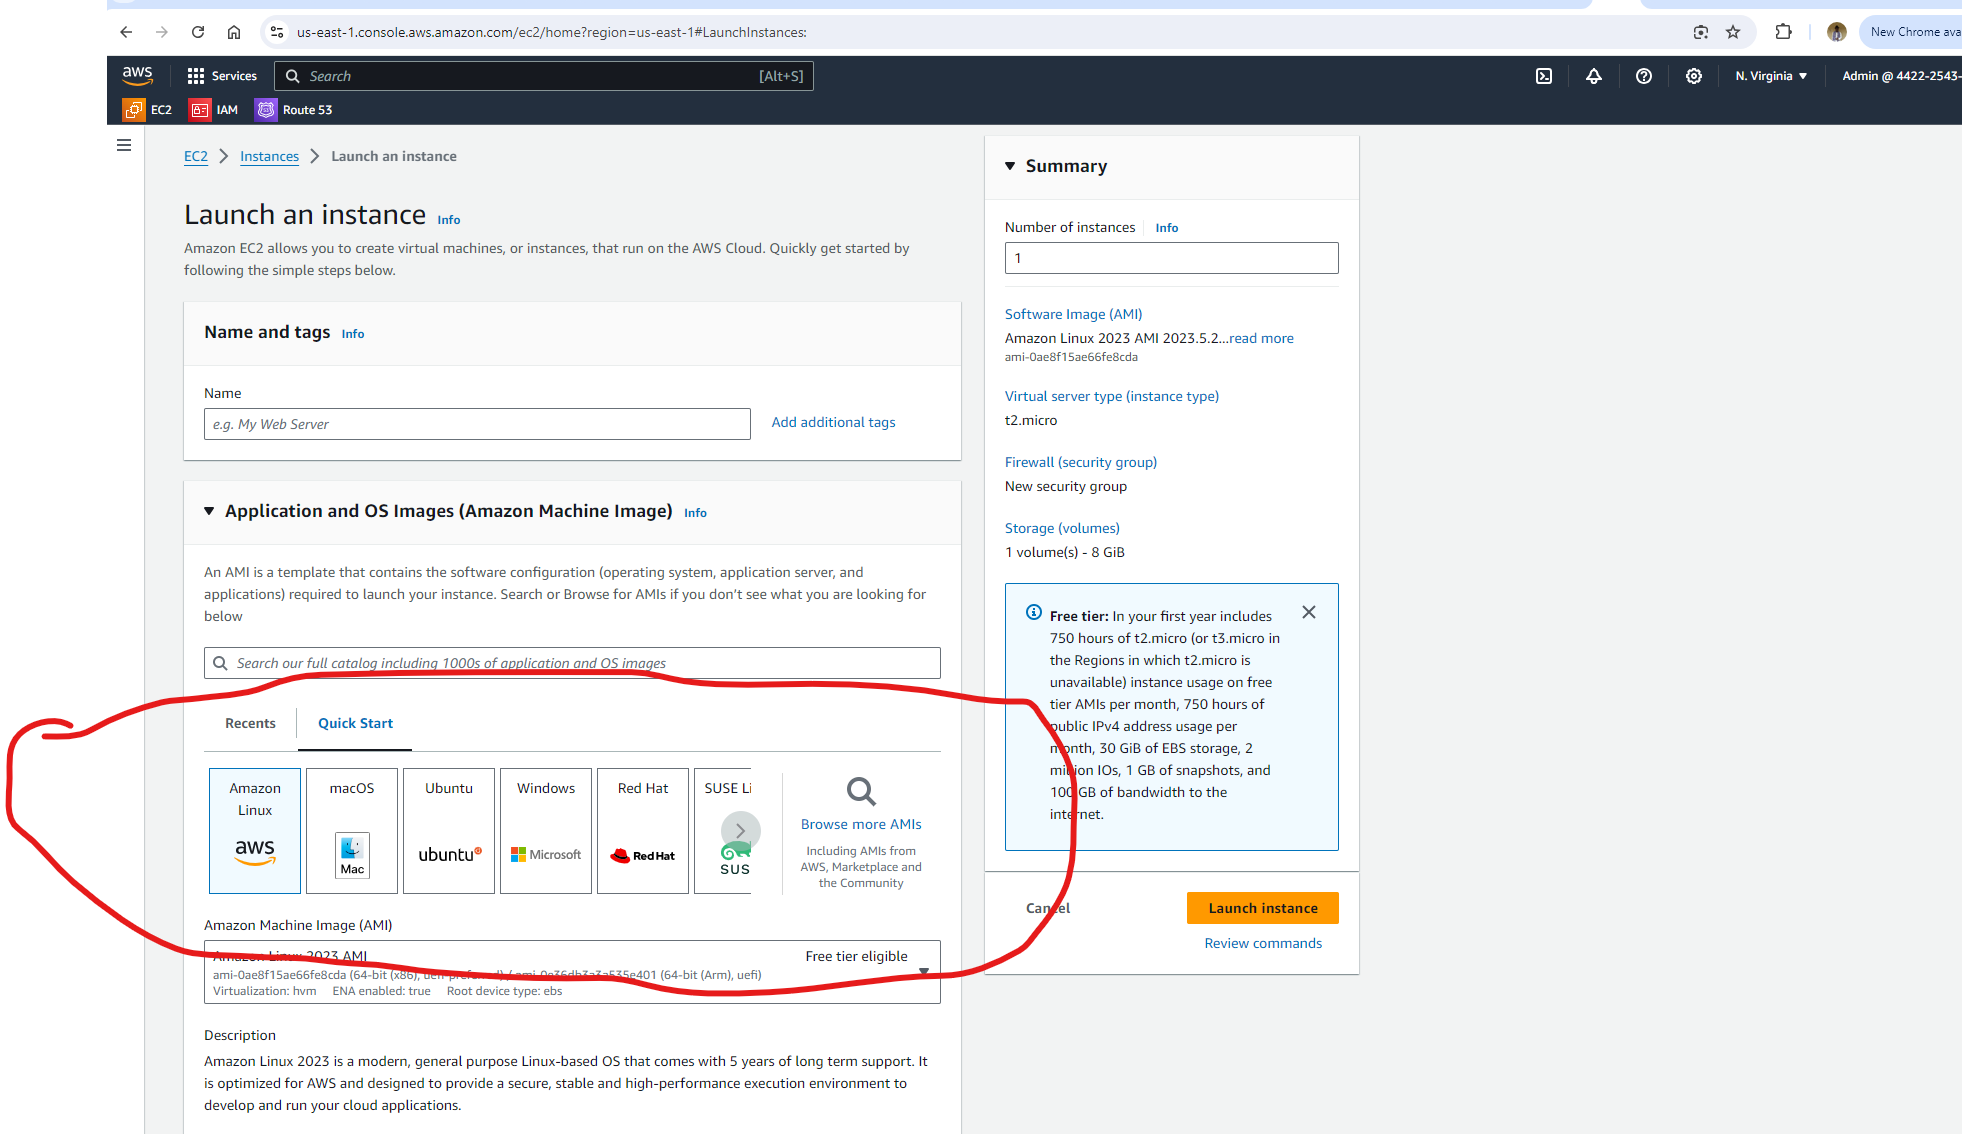 us-east-1.console.aws.amazon.com/ec2/home?region=us-east-1#LaunchInstances:
New Chrome ava
aws
Services
Search
[Alt+S]
N. Virginia
Admin @ 4422-2543-
EC2
IAM
Route 53
EC2 > Instances > Launch an instance
Launch an instance Info
Amazon EC2 allows you to create virtual machines, or instances, that run on the AWS Cloud. Quickly get started by
following the simple steps below.
Name and tags Info
Name
e.g. My Web Server
Add additional tags
Application and OS Images (Amazon Machine Image) Info
An AMI is a template that contains the software configuration (operating system, application server, and
applications) required to launch your instance. Search or Browse for AMIs if you don't see what you are looking for
below
Search our full catalog including 1000s of application and OS images
Recents
Quick Start
Amazon
Linux
aws
macOS
Mac
Ubuntu
ubuntu
Windows
Microsoft
Red Hat
Red Hat
SUSE Li
SUS
Browse more AMIs
Including AMIs from
AWS, Marketplace and
the Community
Amazon Machine Image (AMI)
Amazon Linux 2023 AMI
Free tier eligible
ami-0ae8f15ae66fe8cda (64-bit (x86), uefi-preferred) / ami-0e36db3a3a535e401 (64-bit (Arm), uefi)
Virtualization: hvm ENA enabled: true Root device type: ebs
Description
Amazon Linux 2023 is a modern, general purpose Linux-based OS that comes with 5 years of long term support. It
is optimized for AWS and designed to provide a secure, stable and high-performance execution environment to
develop and run your cloud applications.
Summary
Number of instances Info
1
Software Image (AMI)
Amazon Linux 2023 AMI 2023.5.2...read more
ami-0ae8f15ae66fe8cda
Virtual server type (instance type)
t2.micro
Firewall (security group)
New security group
Storage (volumes)
1 volume(s) - 8 GiB
Free tier: In your first year includes
750 hours of t2.micro (or t3.micro in
the Regions in which t2.micro is
unavailable) instance usage on free
tier AMIs per month, 750 hours of
public IPv4 address usage per
month, 30 GiB of EBS storage, 2
million IOs, 1 GB of snapshots, and
100 GB of bandwidth to the
internet.
Cancel
Launch instance
Review commands